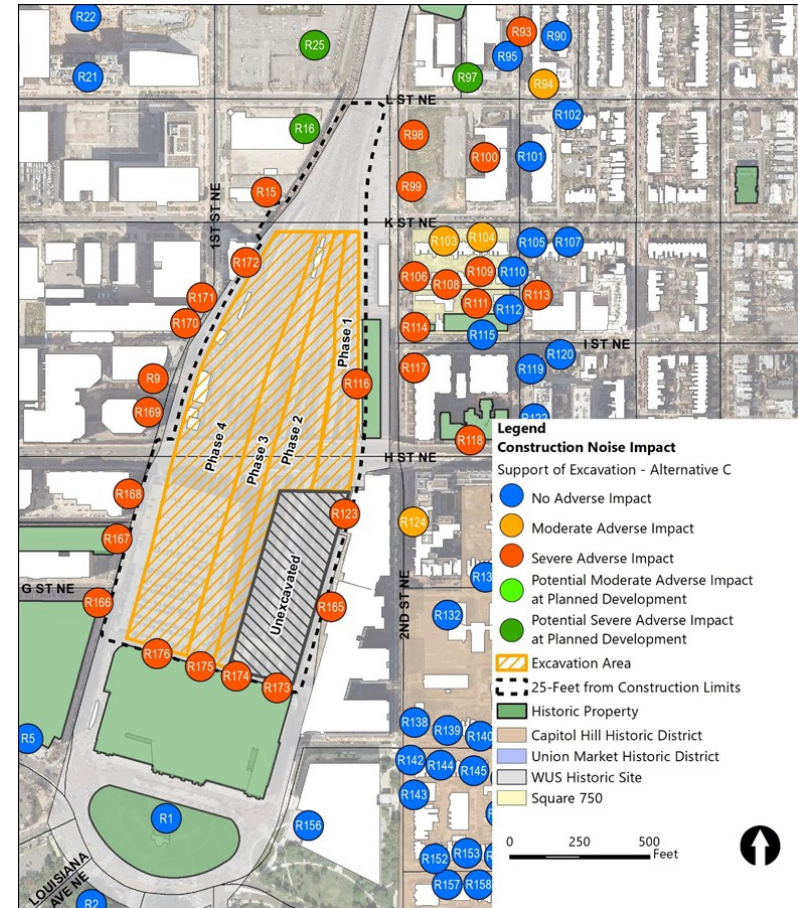 R22
R93
R90
R25
R95
R21
R97
R94
L ST NE
R102
R16
R98
R100
R101
R99
R15
1ST ST NE
K ST NE
R103
R104
R105
R107
R172
R106
R109
R110
R108
R113
R171
R111
R112
R170
R114
R115
Phase 1
I ST NE
R120
R117
R119
R9
R116
R169
Phase 4
Phase 3
Phase 2
R118
H ST NE
R168
R123
R124
R167
G ST NE
R166
Unexcavated
R165
2ND ST NE
R132
R176
R175
R174
R173
R138
R139
R140
R5
R142
R144
R145
R143
R1
R156
R152
R153
LOUISIANA
AVE NE
R157
R158
R2
Legend
Construction Noise Impact
Support of Excavation - Alternative C
No Adverse Impact
Moderate Adverse Impact
Severe Adverse Impact
Potential Moderate Adverse Impact
at Planned Development
Potential Severe Adverse Impact
at Planned Development
Excavation Area
25-Feet from Construction Limits
Historic Property
Capitol Hill Historic District
Union Market Historic District
WUS Historic Site
Square 750
0 250 500
Feet